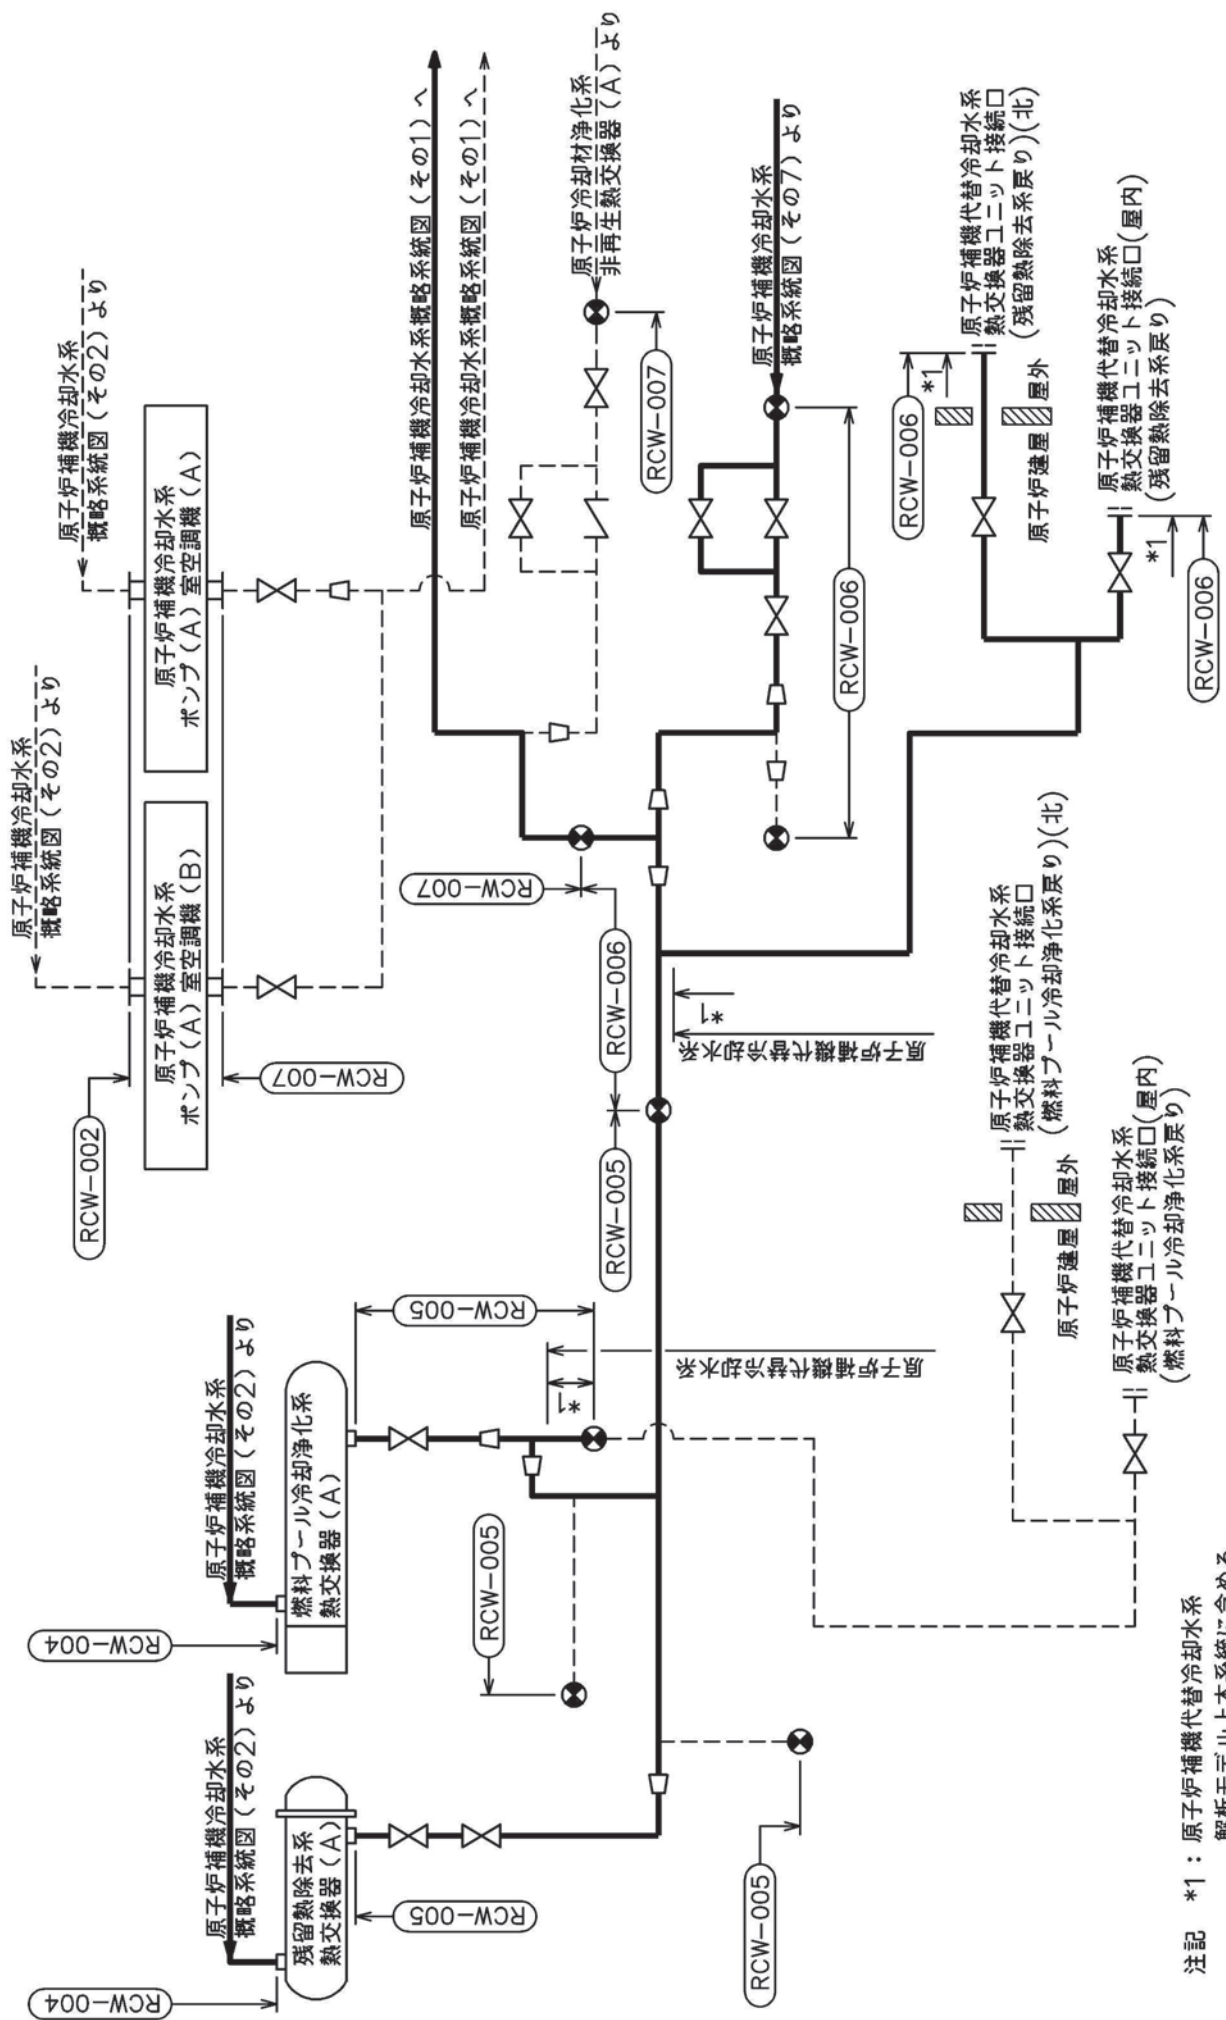 原子炉補機冷却水系
概略系統図（その2）より
原子炉補機冷却水系
概略系統図（その2）より
RCW-004
RCW-004
残留熱除去系
熱交換器（A）
燃料プール冷却浄化系
熱交換器（A）
RCW-005
RCW-005
RCW-005
RCW-005
*1
原子炉補機代替冷却水系
原子炉補機冷却水系
概略系統図（その2）より
原子炉補機冷却水系
概略系統図（その2）より
RCW-002
原子炉補機冷却水系
ポンプ（A）室空調機（B）
原子炉補機冷却水系
ポンプ（A）室空調機（A）
RCW-007
原子炉補機冷却水系概略系統図（その1）へ
原子炉補機冷却水系概略系統図（その1）へ
原子炉冷却材浄化系
非再生熱交換器（A）より
RCW-007
RCW-007
RCW-006
RCW-005
*1
原子炉補機代替冷却水系
原子炉補機冷却水系
概略系統図（その7）より
RCW-006
RCW-006
*1
原子炉補機代替冷却水系
熱交換器ユニット接続口
(残留熱除去系戻り)(北)
原子炉建屋
屋外
原子炉補機代替冷却水系
熱交換器ユニット接続口(屋内)
(残留熱除去系戻り)
*1
RCW-006
原子炉補機代替冷却水系
熱交換器ユニット接続口
(燃料プール冷却浄化系戻り)(北)
原子炉建屋
屋外
原子炉補機代替冷却水系
熱交換器ユニット接続口(屋内)
(燃料プール冷却浄化系戻り)
注記　*1：原子炉補機代替冷却水系
解析モデル上本系統に含める